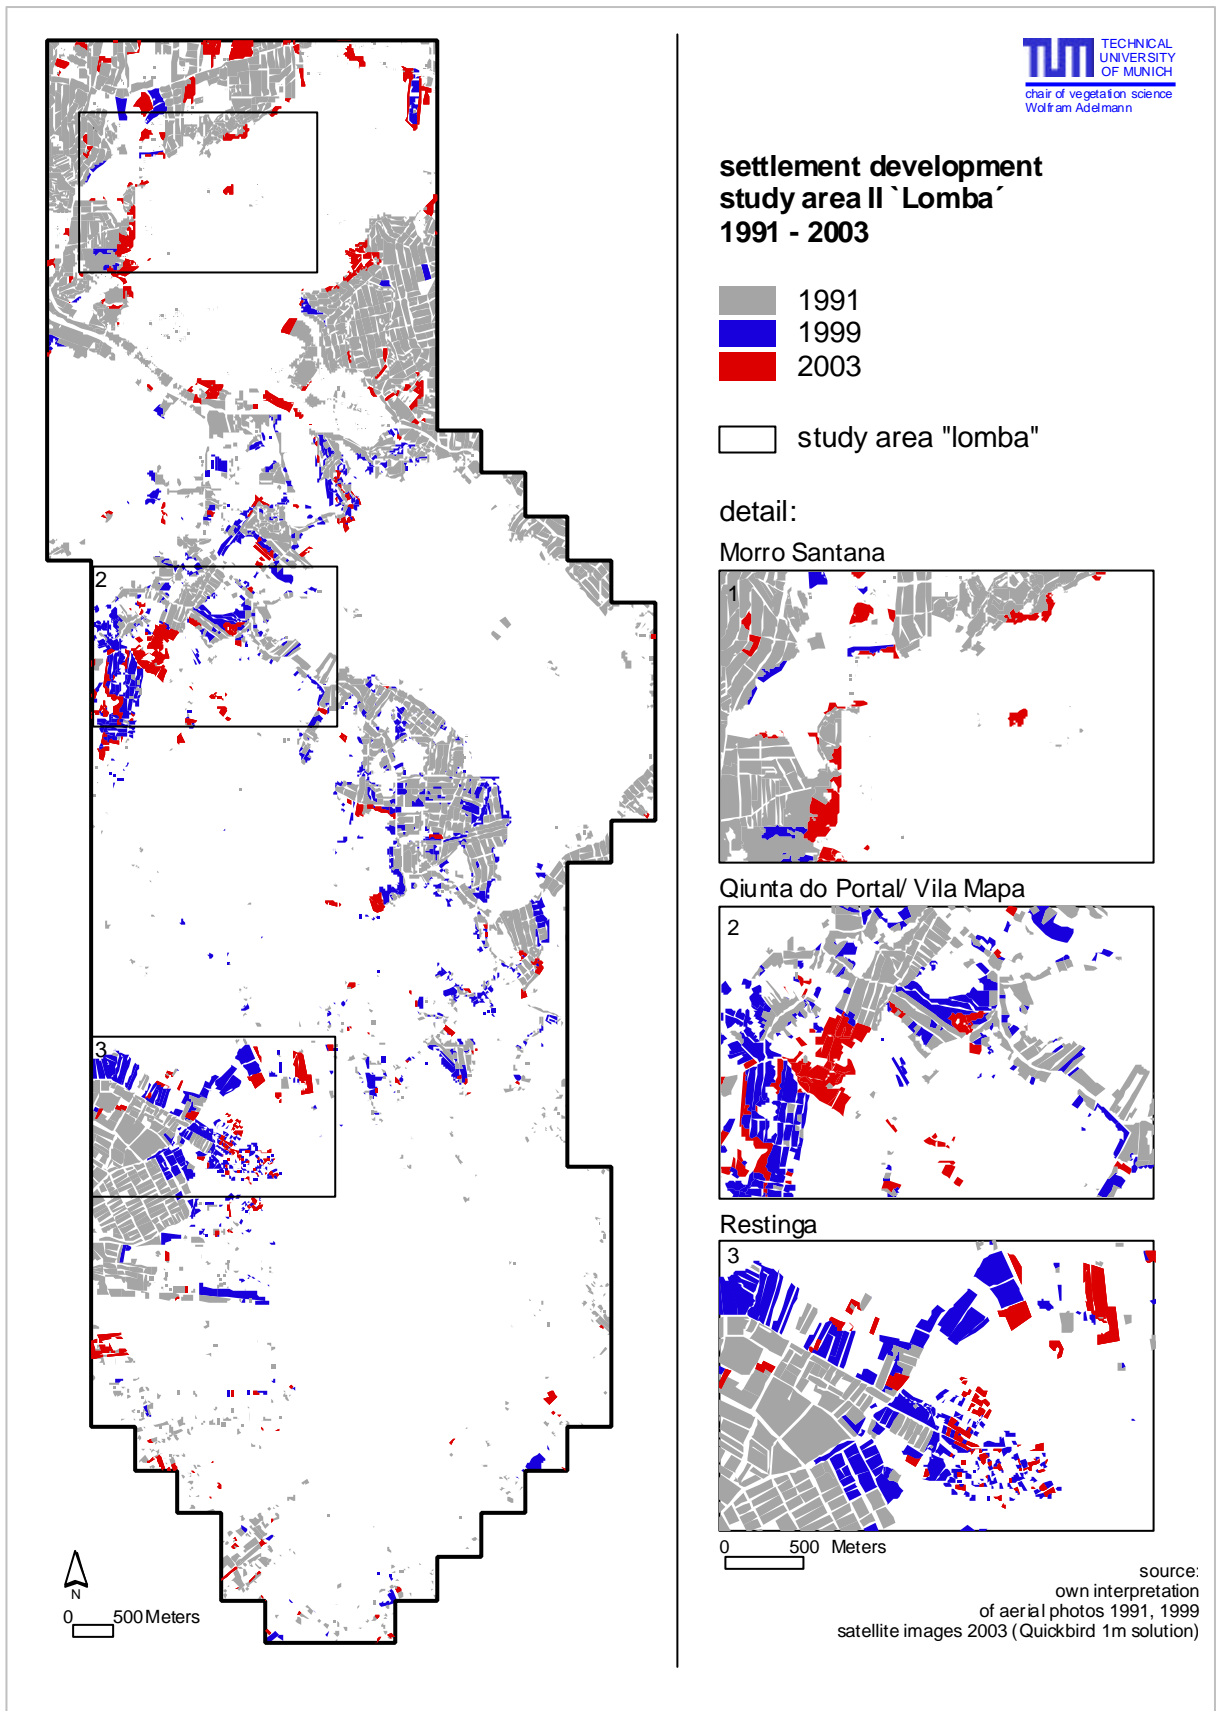 TUM TECHNICAL
UNIVERSITY
OF MUNICH
chair of vegetation science
Wolfram Adelmann
settlement development
study area II `Lomba´
1991 - 2003
1991
1999
2003
study area "lomba"
detail:
Morro Santana
1
Qiunta do Portal/ Vila Mapa
2
Restinga
3
0 500 Meters
source:
own interpretation
of aerial photos 1991, 1999
satellite images 2003 (Quickbird 1m solution)
2
3
N
0 500 Meters